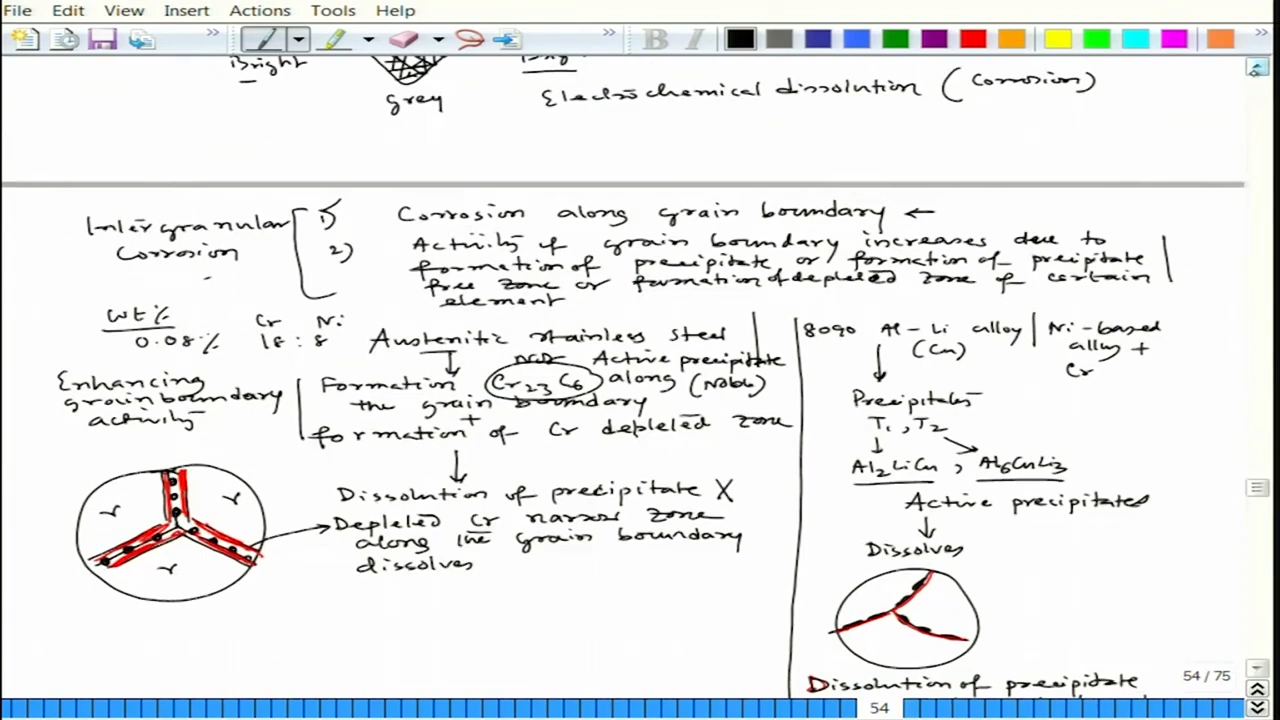 File Edit View Insert Actions Tools Help
B I
Bright
grey
Electrochemical dissolution (Corrosion)
Intergranular Corrosion
1) Corrosion along grain boundary ←
2) Activity of grain boundary increases due to
formation of precipitate or formation of precipitate
free zone or formation of depleted zone of certain
element
Wt %
0.08%
Cr Ni
18 : 8
Austenitic stainless steel
Enhancing
grain boundary
activity
Formation Cr23C6 along
Not Active precipitate
(Noble)
the grain boundary
+
formation of Cr depleted zone
Dissolution of precipitate X
Depleted Cr narrow zone
along the grain boundary
dissolves
γ γ
γ
8090 Al-Li alloy
(Cu)
Ni-based
alloy +
Cr
Precipitates
T1, T2
Al2LiCu, Al6CuLi3
Active precipitates
Dissolves
Dissolution of precipitate
54 / 75
54